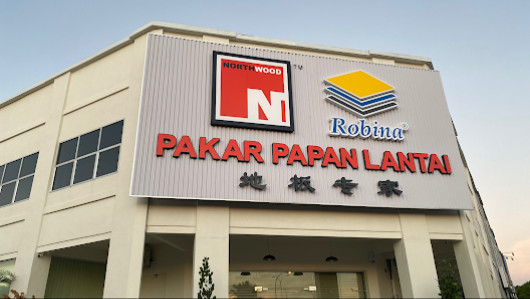 NORTHWOOD
TM
N
Robina®
PAKAR PAPAN LANTAI
地板专家